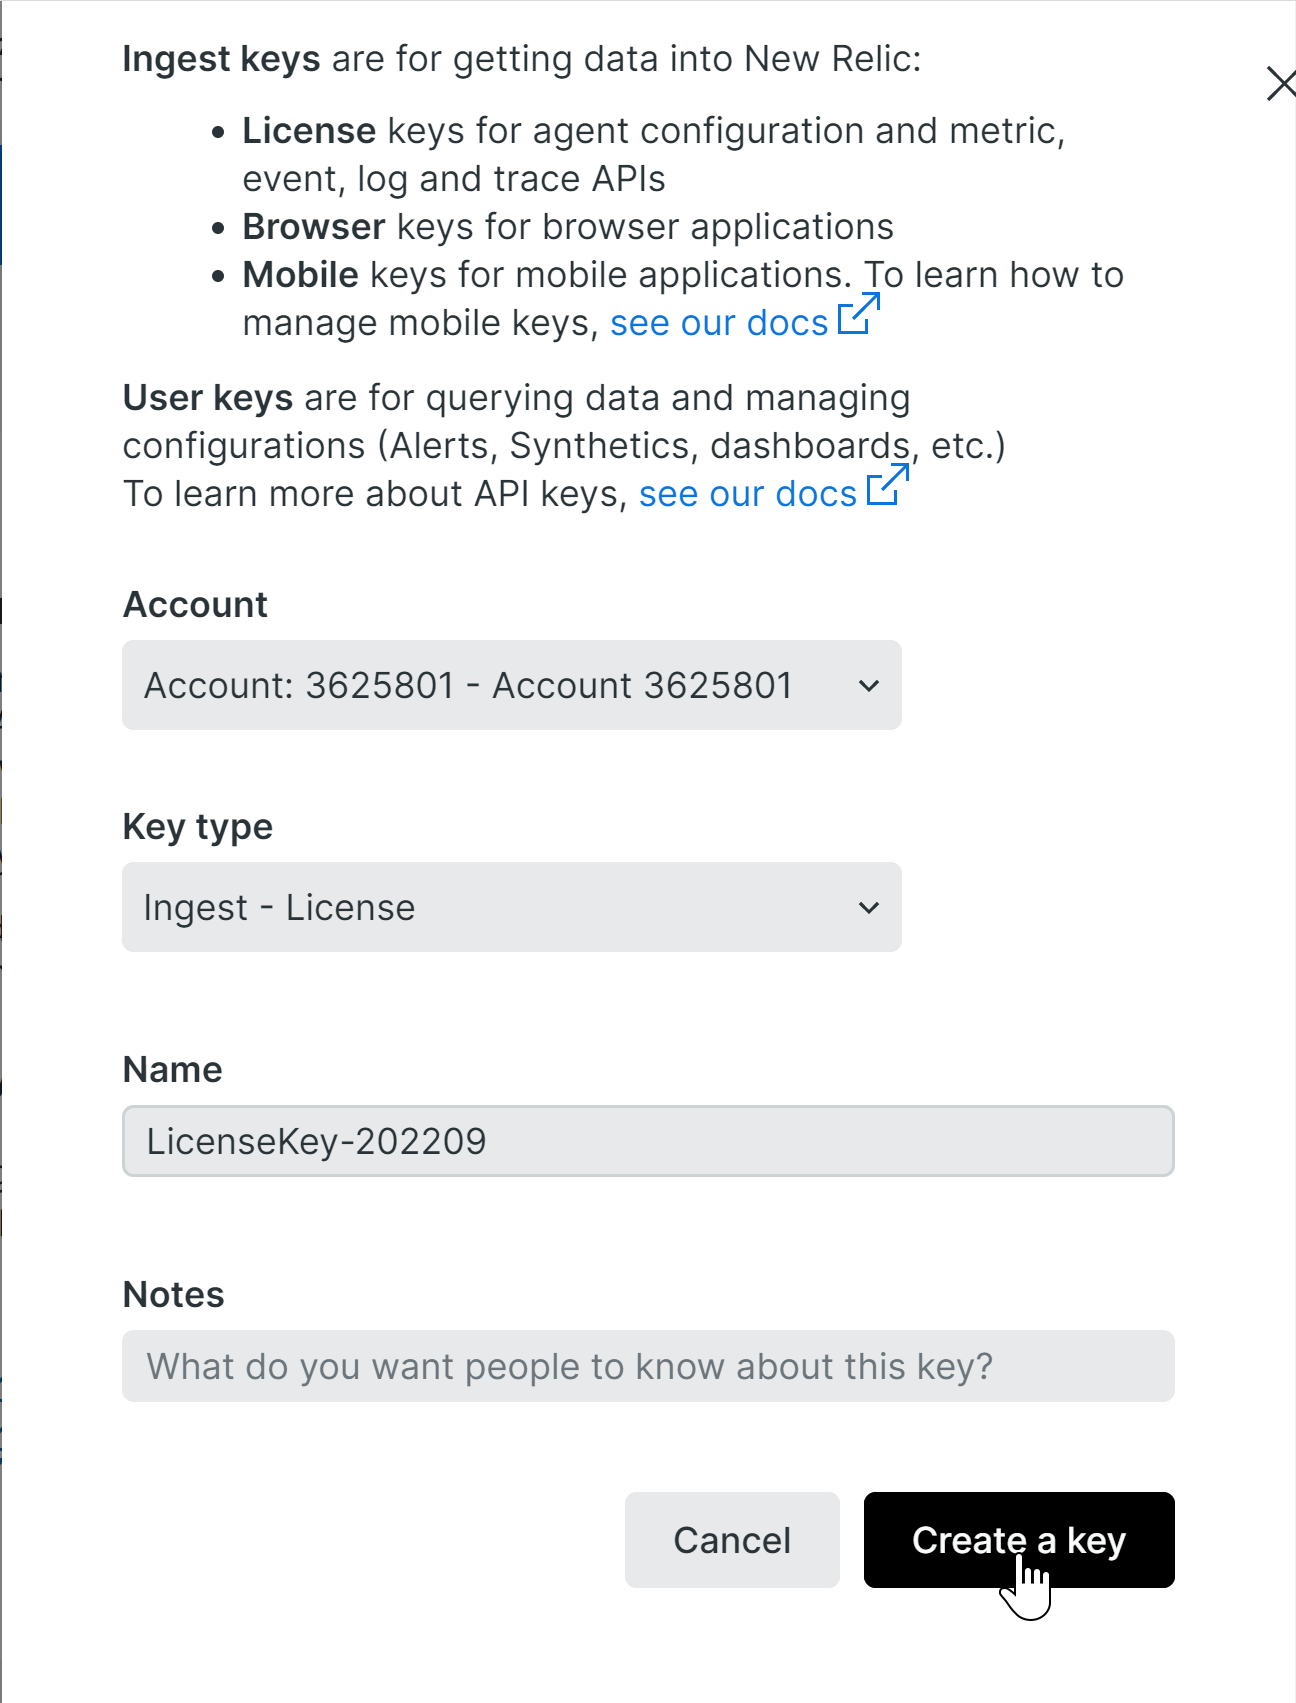 Ingest keys are for getting data into New Relic:
License keys for agent configuration and metric,
event, log and trace APIs
Browser keys for browser applications
Mobile keys for mobile applications. To learn how to
manage mobile keys, see our docs
User keys are for querying data and managing
configurations (Alerts, Synthetics, dashboards, etc.)
To learn more about API keys, see our docs
Account
Account: 3625801 - Account 3625801
Key type
Ingest - License
Name
LicenseKey-202209
Notes
What do you want people to know about this key?
Cancel
Create a key